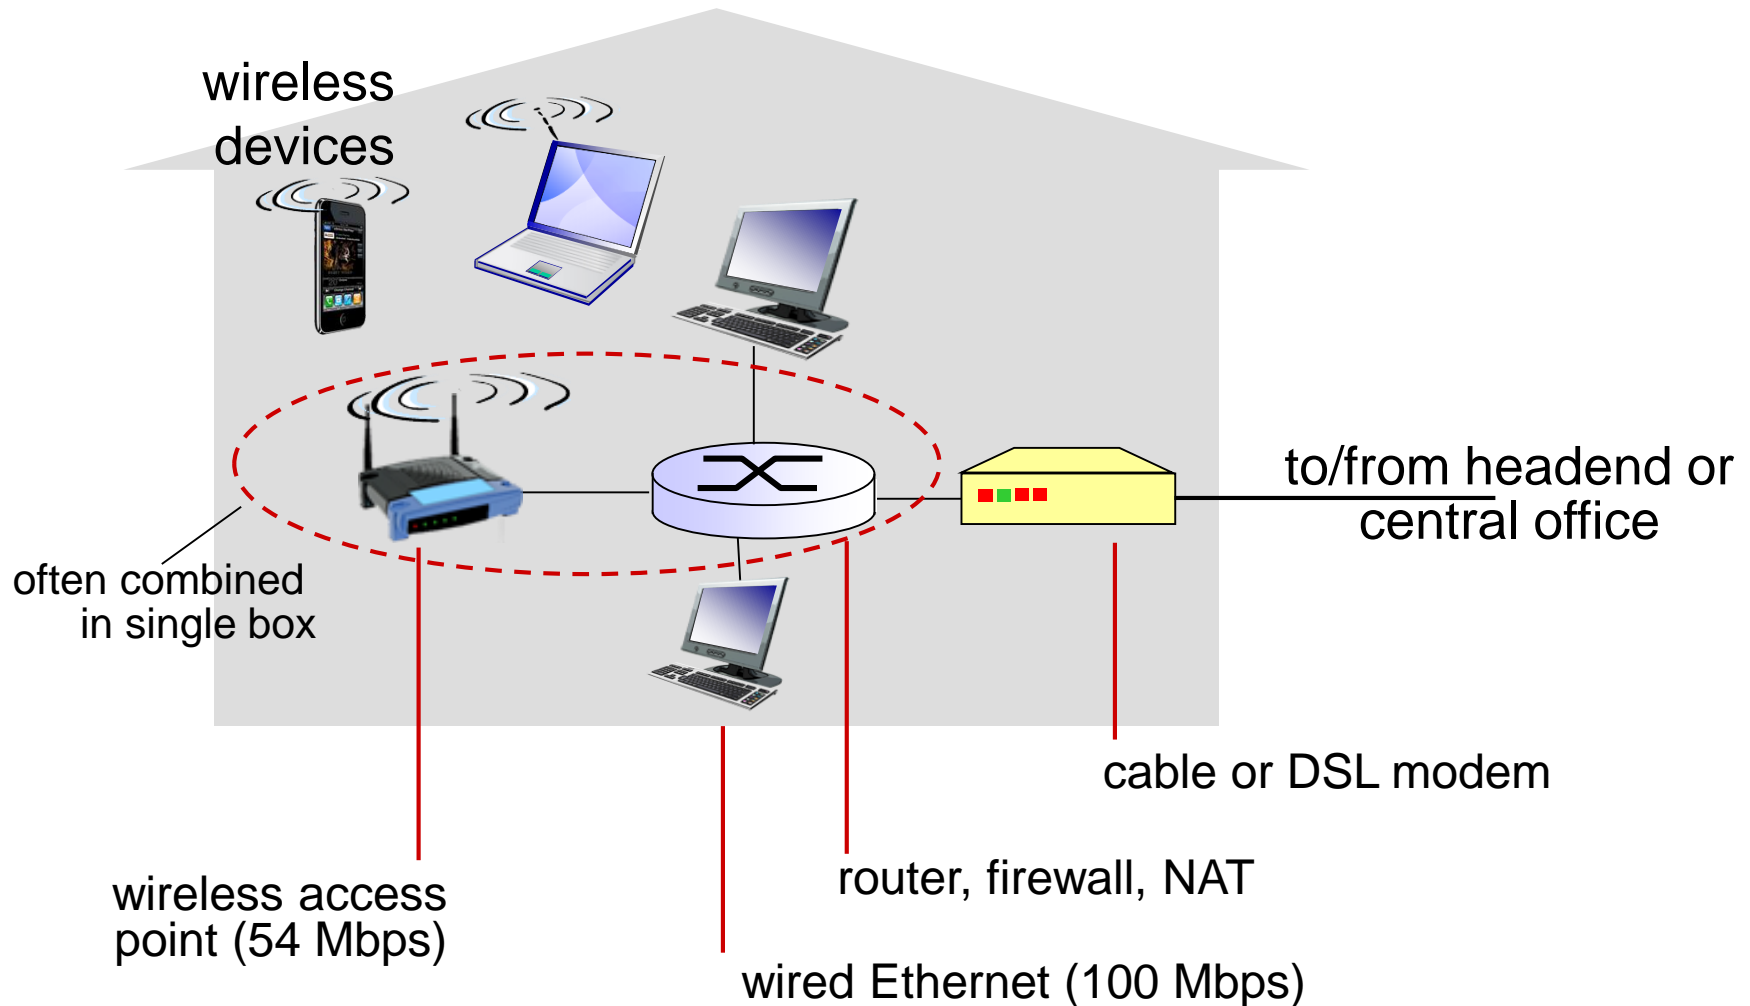 wireless
devices
to/from headend or
central office
often combined
in single box
cable or DSL modem
router, firewall, NAT
wireless access
point (54 Mbps)
wired Ethernet (100 Mbps)